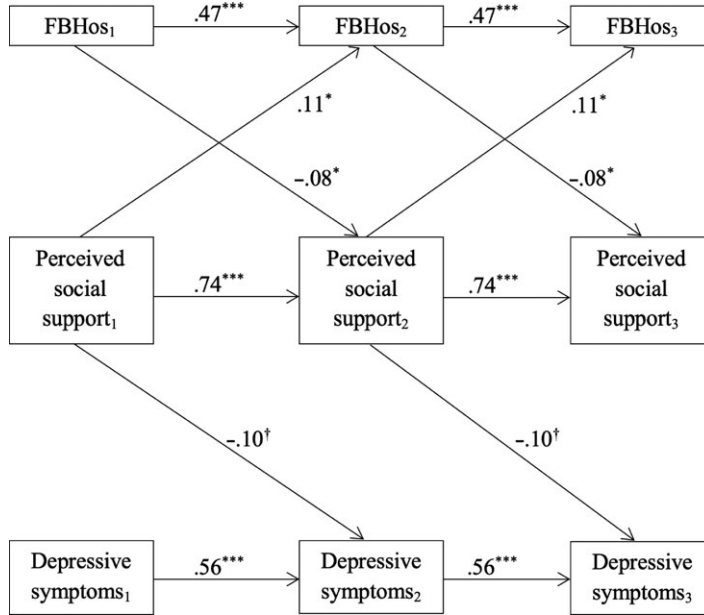 FBHos₁ .47*** FBHos₂ .47*** FBHos₃
.11* .11*
–.08* –.08*
Perceived social support₁ .74*** Perceived social support₂ .74*** Perceived social support₃
–.10† –.10†
Depressive symptoms₁ .56*** Depressive symptoms₂ .56*** Depressive symptoms₃